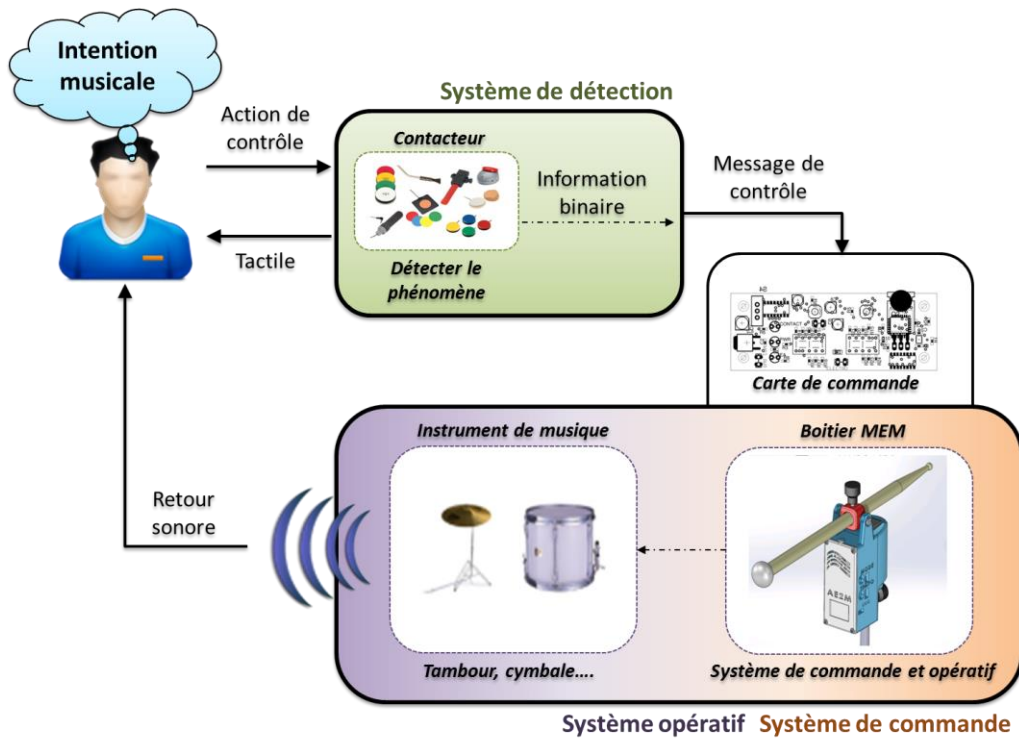 Intention
musicale
Système de détection
Action de
contrôle
Contacteur
Information
binaire
Message de
contrôle
Tactile
Détecter le
phénomène
Carte de commande
Instrument de musique
Boitier MEM
Retour
sonore
Tambour, cymbale....
Système de commande et opératif
Système opératif Système de commande